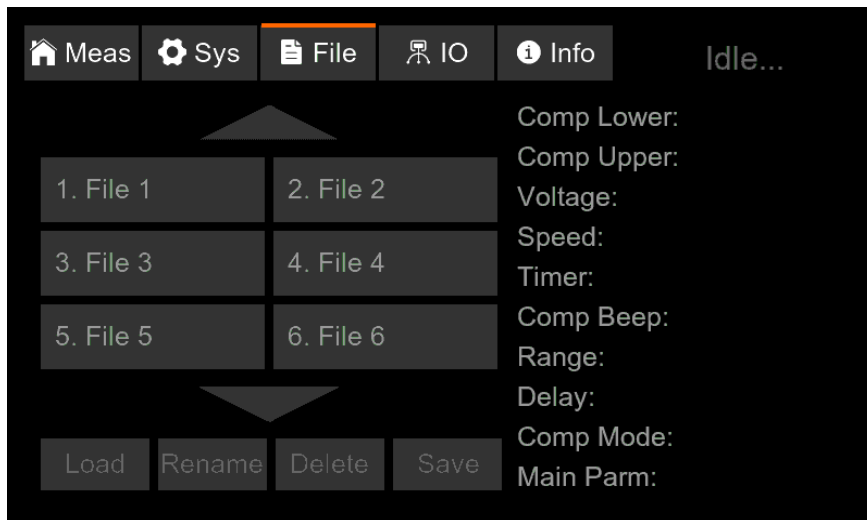 Meas Sys File IO Info Idle...
1. File 1 2. File 2
3. File 3 4. File 4
5. File 5 6. File 6
Load Rename Delete Save
Comp Lower:
Comp Upper:
Voltage:
Speed:
Timer:
Comp Beep:
Range:
Delay:
Comp Mode:
Main Parm: